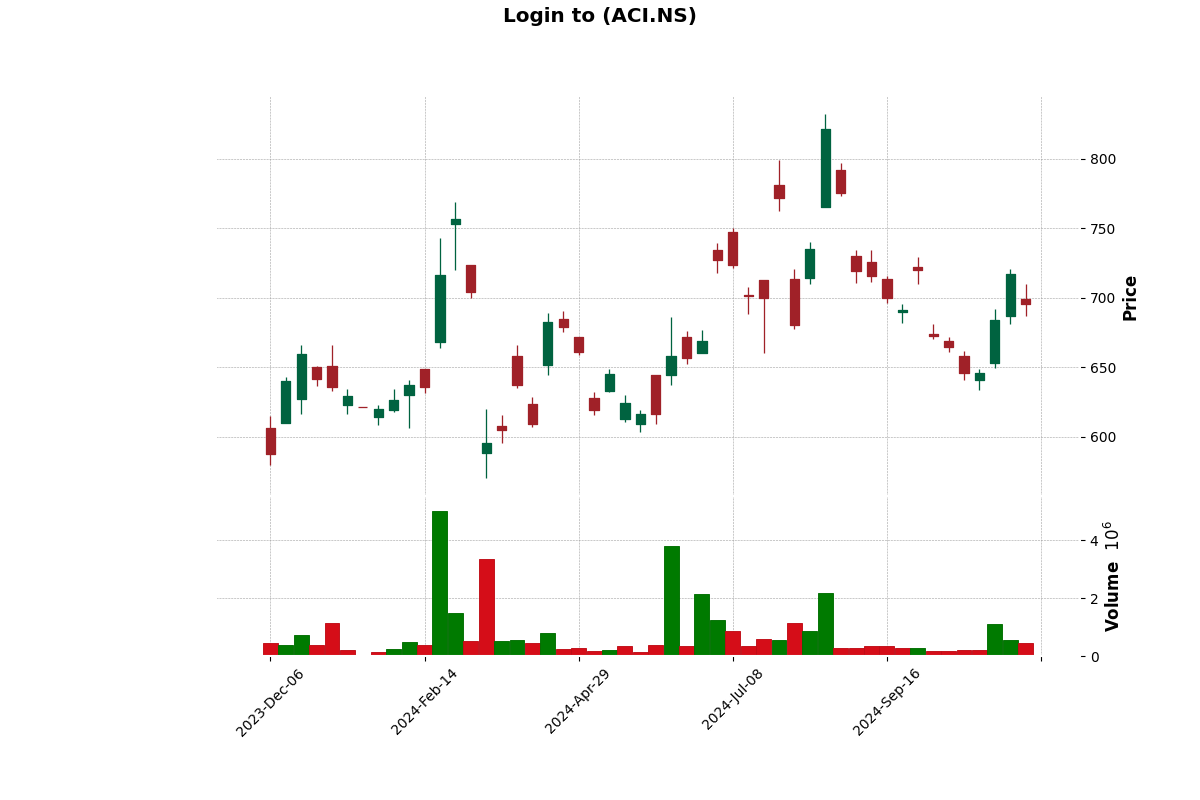 Login to (ACI.NS)
800
750
700
650
600
Price
4
2
0
Volume 10^6
2023-Dec-06
2024-Feb-14
2024-Apr-29
2024-Jul-08
2024-Sep-16